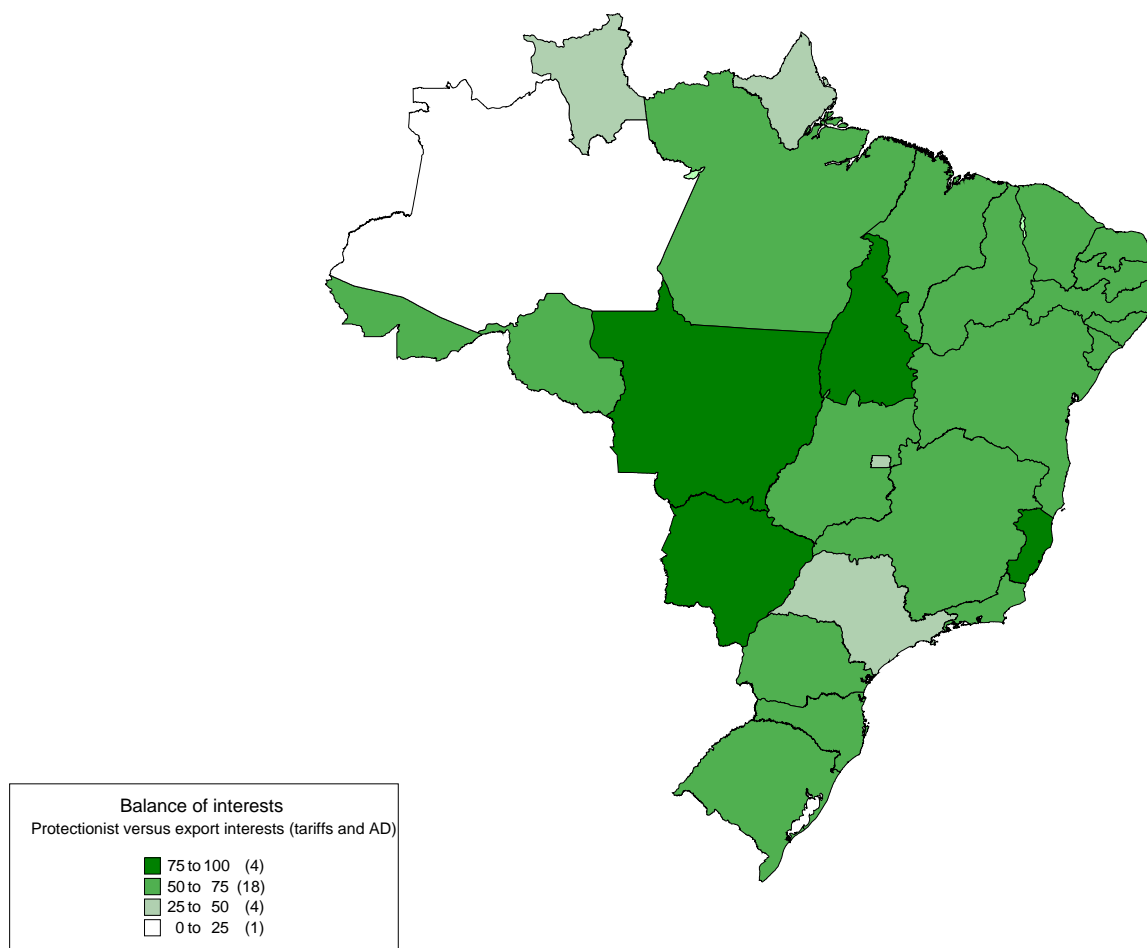 Balance of interests
Protectionist versus export interests (tariffs and AD)
75 to 100 (4)
50 to 75 (18)
25 to 50 (4)
0 to 25 (1)